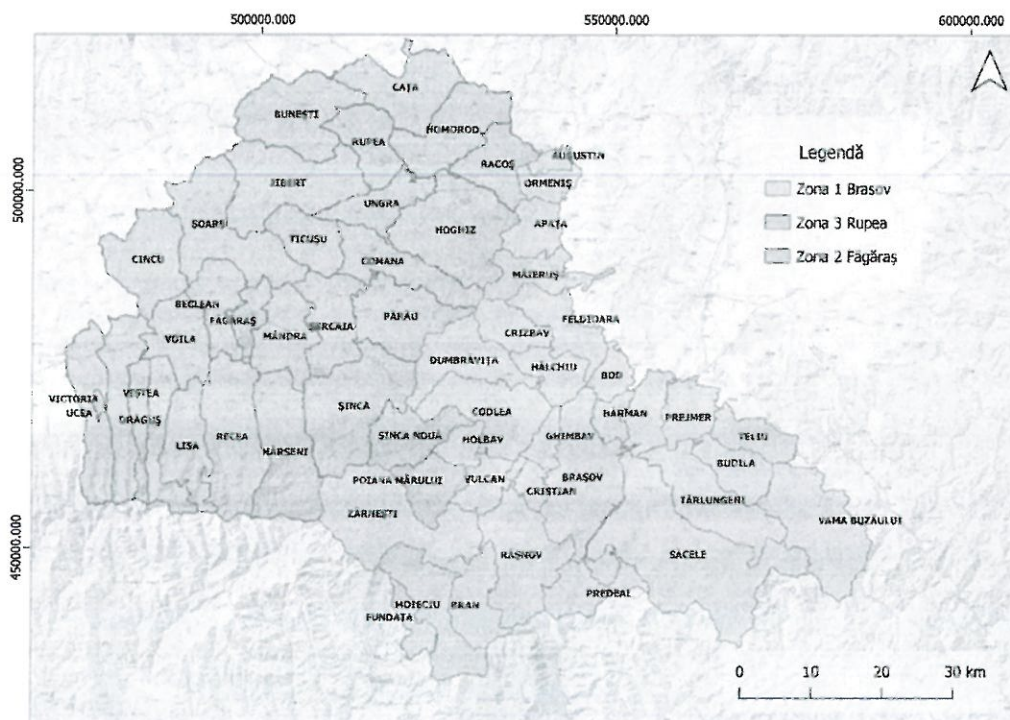 500000.000
550000.000
600000.000
500000.000
450000.000
CAȚA
BUNEȘTI
HOMOROD
RUPEA
AUGUSTIN
RACOȘ
ORMENIȘ
JIBERT
UNGRA
ȘOARȘ
APAȚA
HOGHIZ
TICUȘU
CINCU
COMANA
MĂIERUȘ
BECLEAN
FĂGĂRAȘ
PĂRĂU
FELDIOARA
ȘERCAIA
CRIZBAV
VOILA
MÂNDRA
DUMBRĂVIȚA
HĂLCHIU
BOD
VIȘTEA
VICTORIA
UCEA
ȘINCA
DRĂGUȘ
CODLEA
HĂRMAN
PREJMER
RECEA
ȘINCA NOUĂ
HOLBAV
GHIMBAV
TELIU
LISA
HÂRSENI
BUDILA
POIANA MĂRULUI
VULCAN
BRAȘOV
CRISTIAN
TĂRLUNGENI
ZĂRNEȘTI
VAMA BUZĂULUI
RÂȘNOV
SĂCELE
PREDEAL
MOIECIU
BRAN
FUNDATA
Legendă
Zona 1 Brasov
Zona 3 Rupea
Zona 2 Făgăraș
0 10 20 30 km